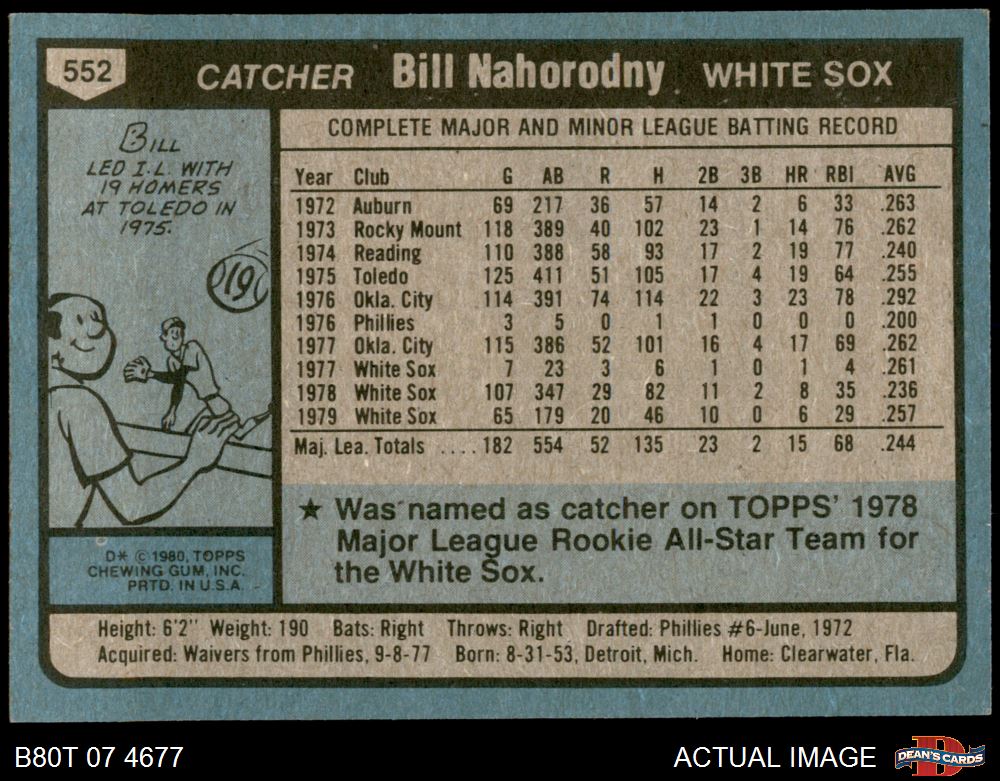 552 CATCHER Bill Nahorodny WHITE SOX
BILL
LED I.L. WITH
19 HOMERS
AT TOLEDO IN
1975.
19
D* © 1980, TOPPS
CHEWING GUM, INC.
PRTD. IN U.S.A.
COMPLETE MAJOR AND MINOR LEAGUE BATTING RECORD
Year Club G AB R H 2B 3B HR RBI AVG
1972 Auburn 69 217 36 57 14 2 6 33 .263
1973 Rocky Mount 118 389 40 102 23 1 14 76 .262
1974 Reading 110 388 58 93 17 2 19 77 .240
1975 Toledo 125 411 51 105 17 4 19 64 .255
1976 Okla. City 114 391 74 114 22 3 23 78 .292
1976 Phillies 3 5 0 1 1 0 0 0 .200
1977 Okla. City 115 386 52 101 16 4 17 69 .262
1977 White Sox 7 23 3 6 1 0 1 4 .261
1978 White Sox 107 347 29 82 11 2 8 35 .236
1979 White Sox 65 179 20 46 10 0 6 29 .257
Maj. Lea. Totals ....182 554 52 135 23 2 15 68 .244
★ Was named as catcher on TOPPS' 1978
Major League Rookie All-Star Team for
the White Sox.
Height: 6'2" Weight: 190 Bats: Right Throws: Right Drafted: Phillies #6-June, 1972
Acquired: Waivers from Phillies, 9-8-77 Born: 8-31-53, Detroit, Mich. Home: Clearwater, Fla.
B80T 07 4677 ACTUAL IMAGE D DEAN'S CARDS